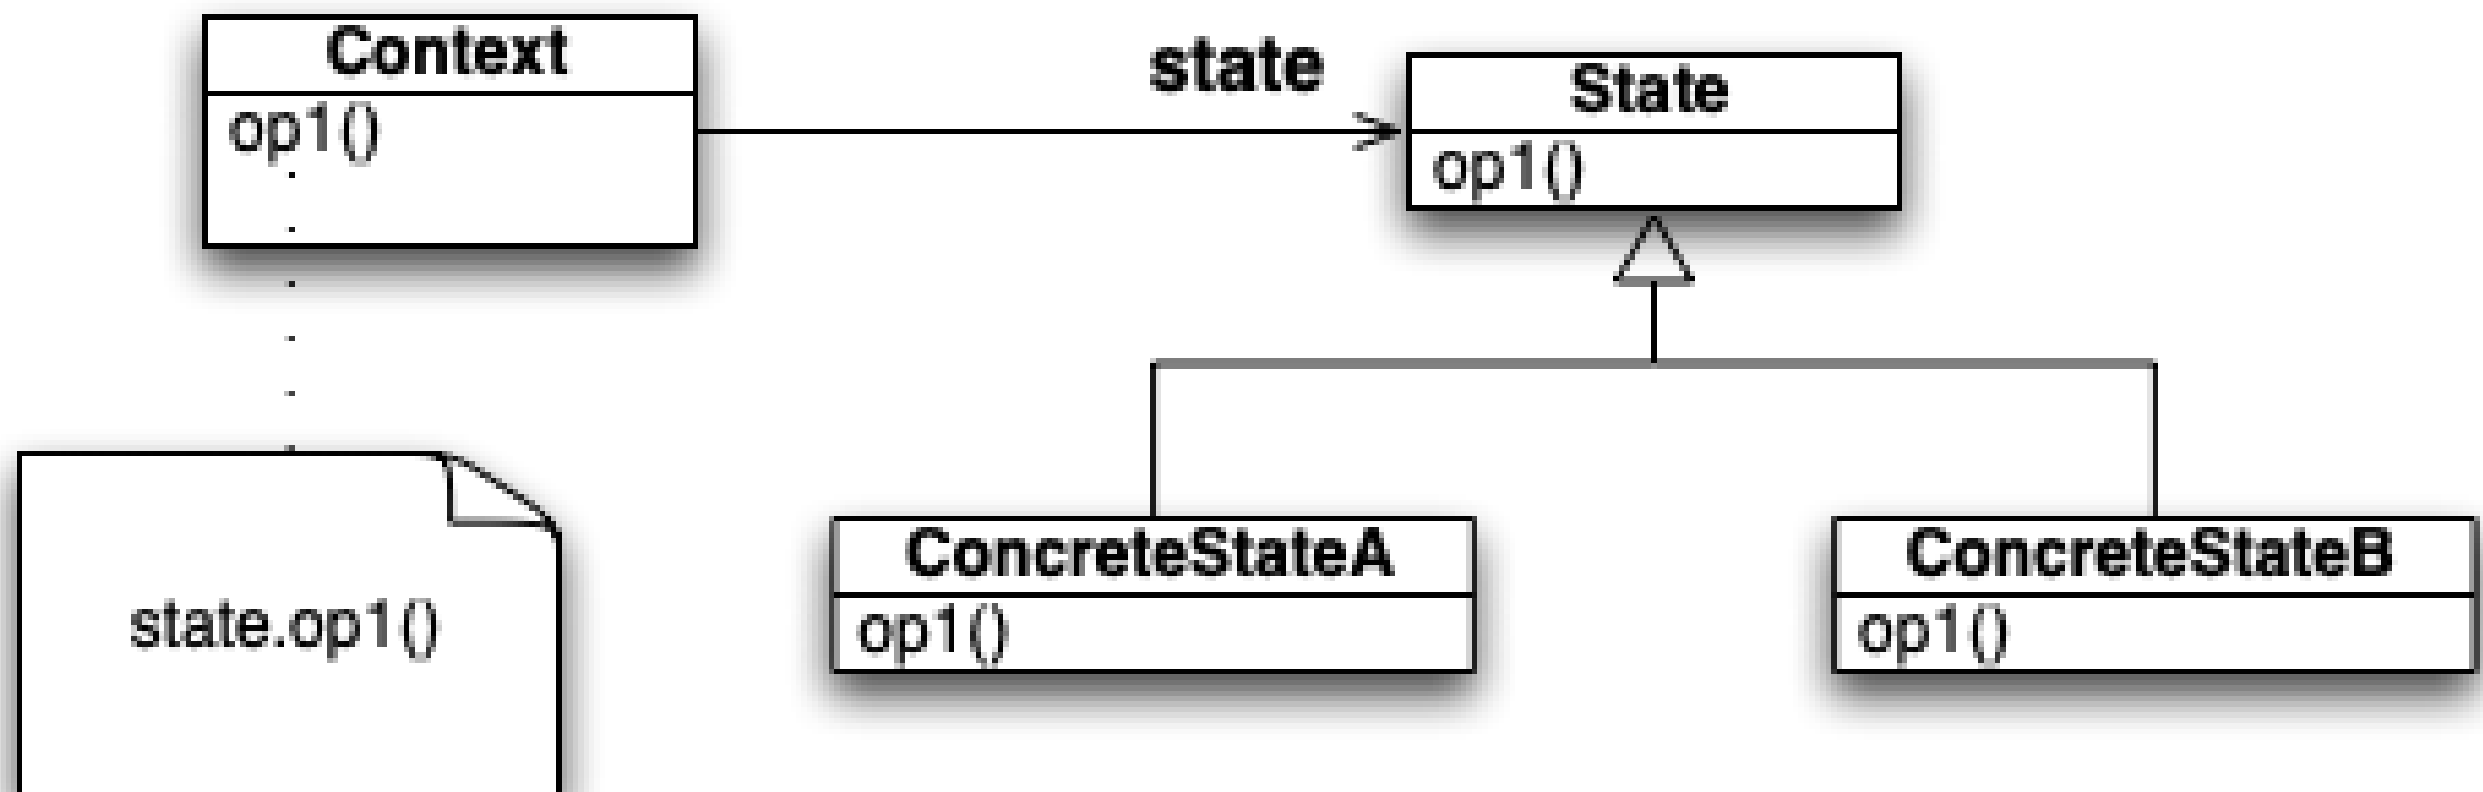 Context
op1()
state
State
op1()
state.op1()
ConcreteStateA
op1()
ConcreteStateB
op1()